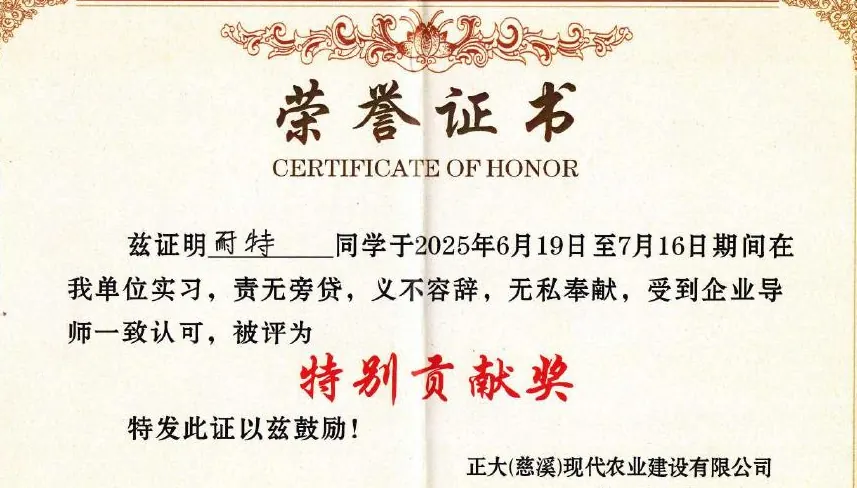 荣誉证书
CERTIFICATE OF HONOR
兹证明耐特同学于2025年6月19日至7月16日期间在
我单位实习，责无旁贷，义不容辞，无私奉献，受到企业导
师一致认可，被评为
特别贡献奖
特发此证以兹鼓励！
正大(慈溪)现代农业建设有限公司